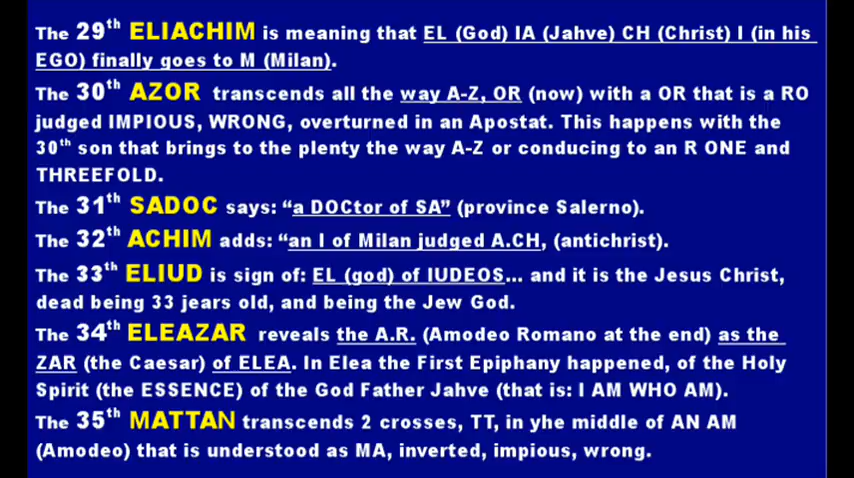 The 29th ELIACHIM is meaning that EL (God) IA (Jahve) CH (Christ) I (in his
EGO) finally goes to M (Milan).
The 30th AZOR transcends all the way A-Z, OR (now) with a OR that is a RO
judged IMPIOUS, WRONG, overturned in an Apostat. This happens with the
30th son that brings to the plenty the way A-Z or conducing to an R ONE and
THREEFOLD.
The 31th SADOC says: “a DOCtor of SA” (province Salerno).
The 32th ACHIM adds: “an I of Milan judged A.CH, (antichrist).
The 33th ELIUD is sign of: EL (god) of IUDEOS... and it is the Jesus Christ,
dead being 33 jears old, and being the Jew God.
The 34th ELEAZAR reveals the A.R. (Amodeo Romano at the end) as the
ZAR (the Caesar) of ELEA. In Elea the First Epiphany happened, of the Holy
Spirit (the ESSENCE) of the God Father Jahve (that is: I AM WHO AM).
The 35th MATTAN transcends 2 crosses, TT, in yhe middle of AN AM
(Amodeo) that is understood as MA, inverted, impious, wrong.